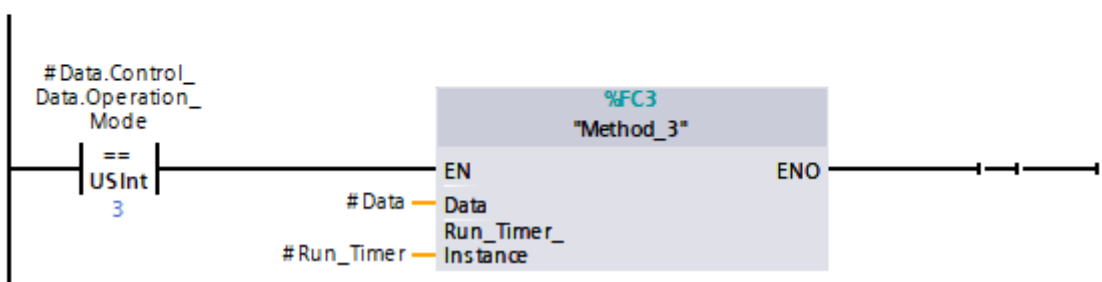 #Data.Control_
Data.Operation_
Mode
==
USInt
3
%FC3
"Method_3"
EN
ENO
#Data
Data
Run_Timer_
#Run_Timer
Instance